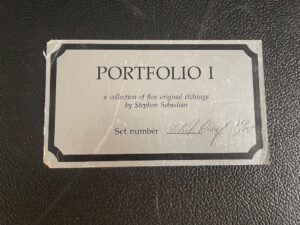 PORTFOLIO I
a collection of five original etchings
by Stephen Sebastian
Set number